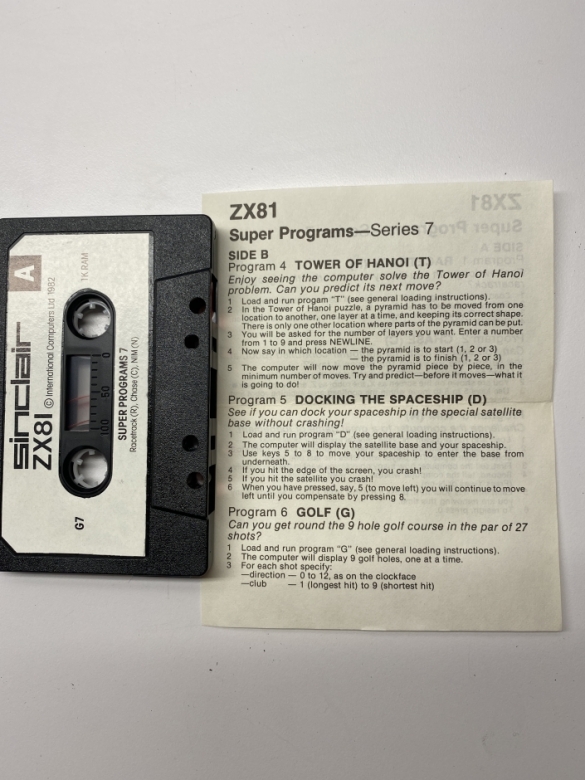 A
1K RAM
sinclair
ZX81 © International Computers Ltd 1982
0
50
100
SUPER PROGRAMS 7
Racetrack (R), Chase (C), NIM (N)
G7
ZX81
Super Programs—Series 7
SIDE B
Program 4 TOWER OF HANOI (T)
Enjoy seeing the computer solve the Tower of Hanoi
problem. Can you predict its next move?
1 Load and run progam "T" (see general loading instructions).
2 In the Tower of Hanoi puzzle, a pyramid has to be moved from one
location to another, one layer at a time, and keeping its correct shape.
There is only one other location where parts of the pyramid can be put.
3 You will be asked for the number of layers you want. Enter a number
from 1 to 9 and press NEWLINE.
4 Now say in which location — the pyramid is to start (1, 2 or 3)
— the pyramid is to finish (1, 2 or 3)
5 The computer will now move the pyramid piece by piece, in the
minimum number of moves. Try and predict—before it moves—what it
is going to do!
Program 5 DOCKING THE SPACESHIP (D)
See if you can dock your spaceship in the special satellite
base without crashing!
1 Load and run program "D" (see general loading instructions).
2 The computer will display the satellite base and your spaceship.
3 Use keys 5 to 8 to move your spaceship to enter the base from
underneath.
4 If you hit the edge of the screen, you crash!
5 If you hit the satellite you crash!
6 When you have pressed, say, 5 (to move left) you will continue to move
left until you compensate by pressing 8.
Program 6 GOLF (G)
Can you get round the 9 hole golf course in the par of 27
shots?
1 Load and run program "G" (see general loading instructions).
2 The computer will display 9 golf holes, one at a time.
3 For each shot specify:
—direction — 0 to 12, as on the clockface
—club — 1 (longest hit) to 9 (shortest hit)